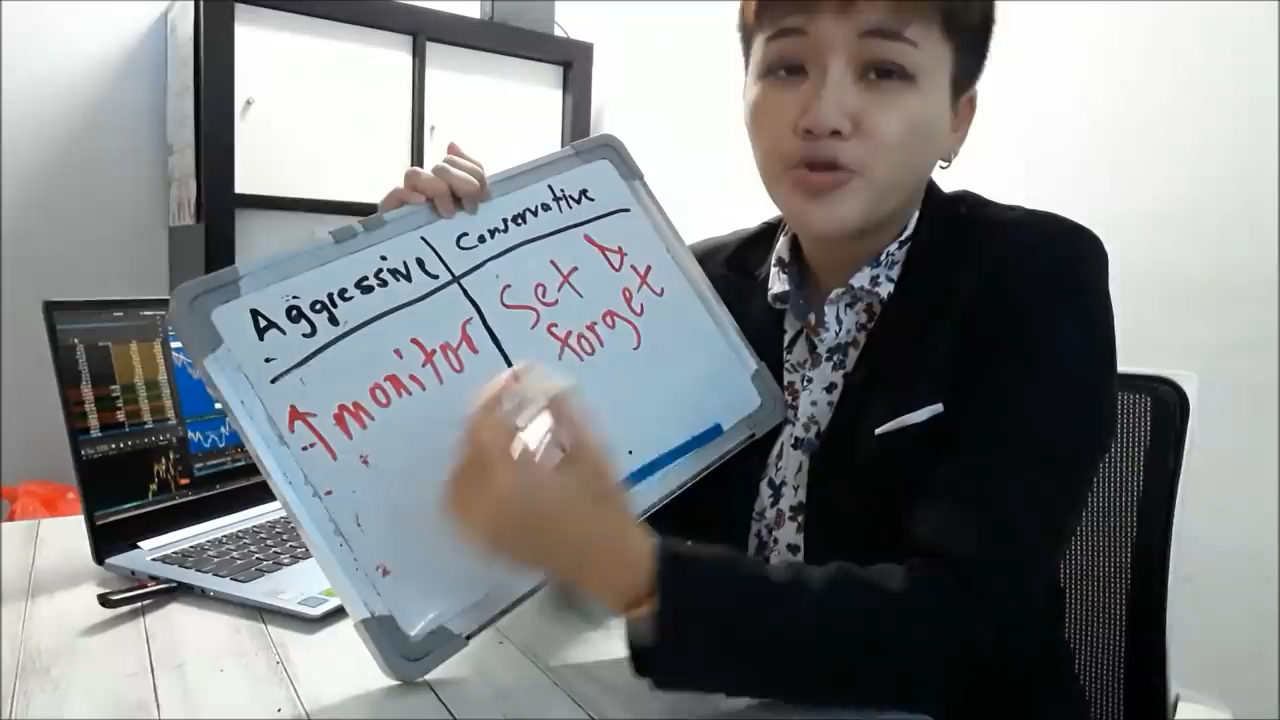 Aggressive
Conservative
↑ monitor
Set &
forget